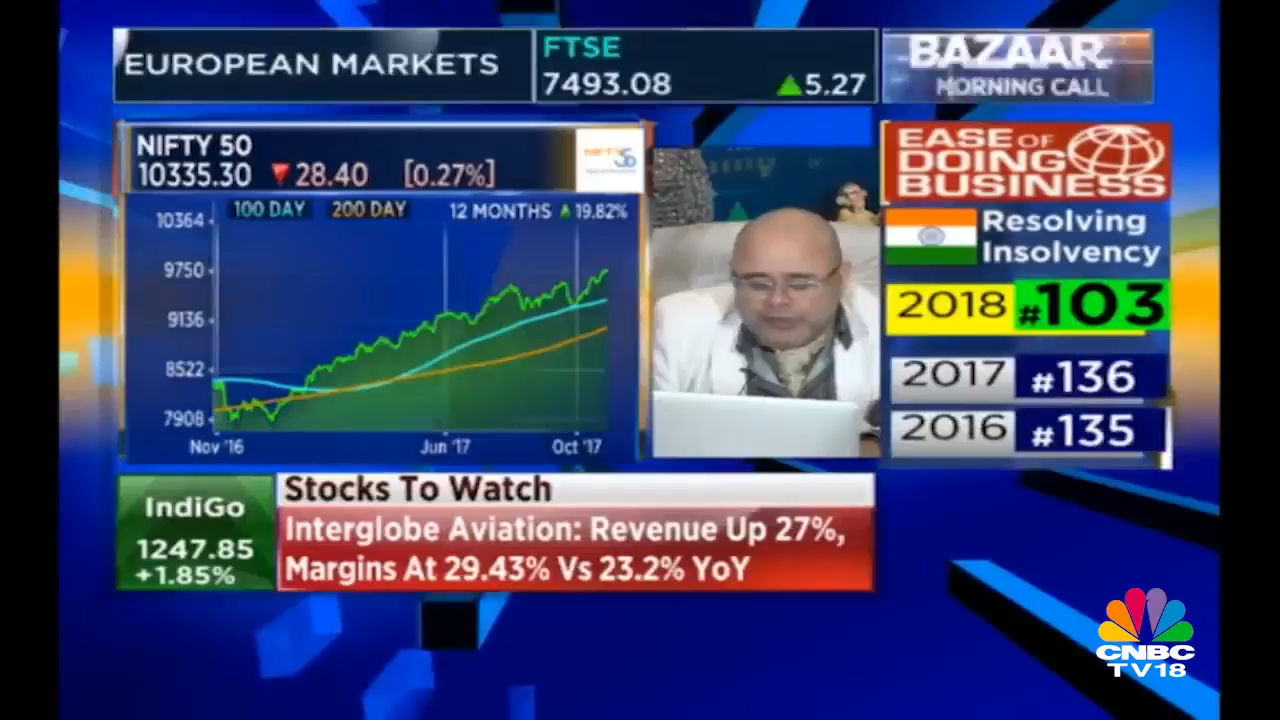 EUROPEAN MARKETS
FTSE
7493.08 ▲5.27
BAZAAR
MORNING CALL
NIFTY 50
10335.30 ▼28.40 [0.27%]
100 DAY 200 DAY 12 MONTHS ▲19.82%
10364
9750
9136
8522
7908
Nov '16 Jun '17 Oct '17
EASE OF
DOING
BUSINESS
Resolving
Insolvency
2018 #103
2017 #136
2016 #135
IndiGo
1247.85
+1.85%
Stocks To Watch
Interglobe Aviation: Revenue Up 27%,
Margins At 29.43% Vs 23.2% YoY
CNBC
TV18